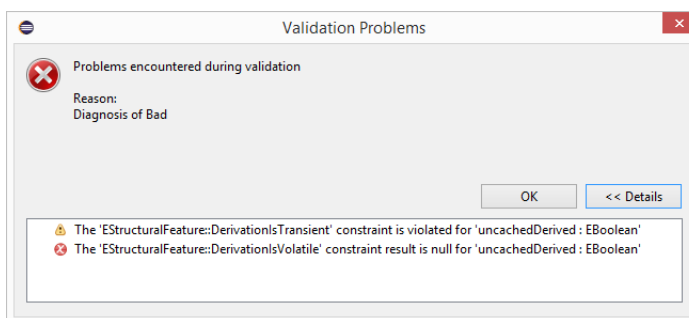 Validation Problems
Problems encountered during validation
Reason:
Diagnosis of Bad
OK
<< Details
The 'EStructuralFeature::DerivationIsTransient' constraint is violated for 'uncachedDerived : EBoolean'
The 'EStructuralFeature::DerivationIsVolatile' constraint result is null for 'uncachedDerived : EBoolean'